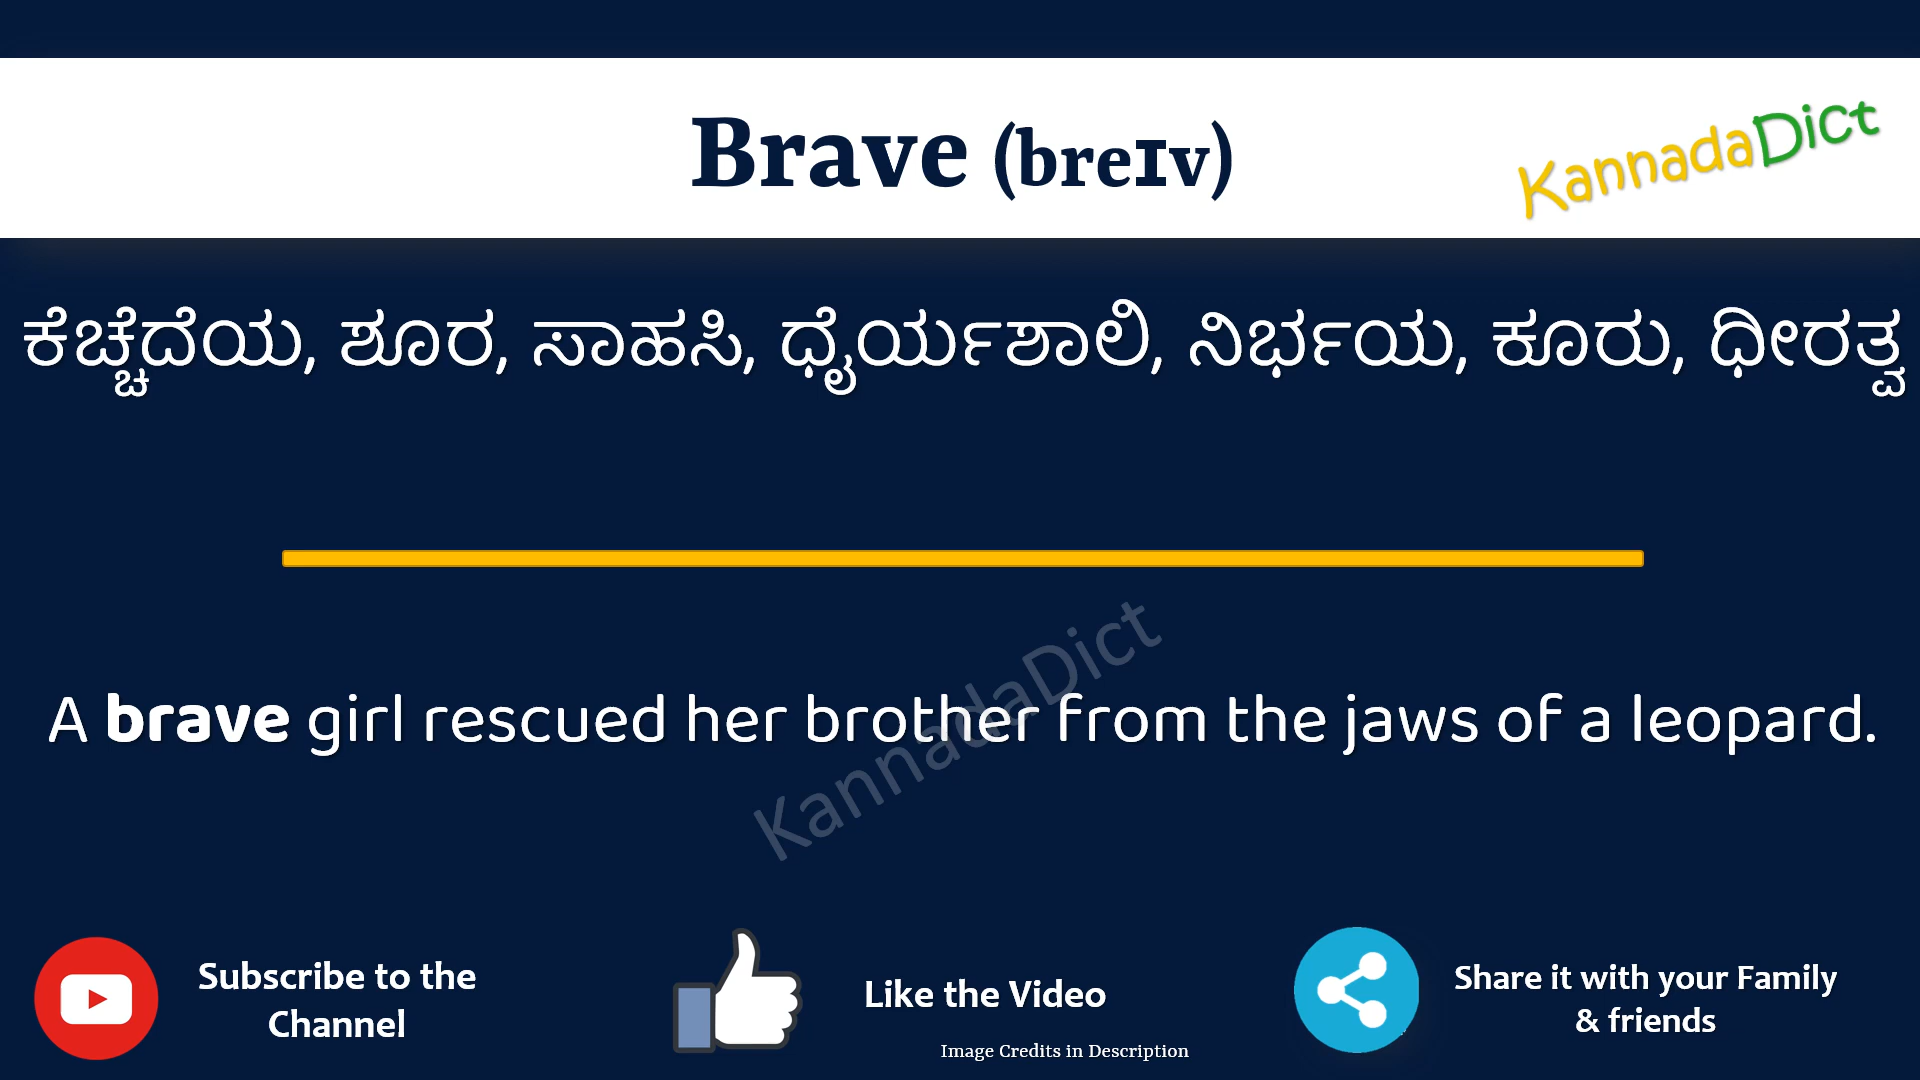 Brave (breɪv)
KannadaDict
ಕೆಚ್ಚೆದೆಯ, ಶೂರ, ಸಾಹಸಿ, ಧೈರ್ಯಶಾಲಿ, ನಿರ್ಭಯ, ಕೂರು, ಧೀರತ್ವ
A brave girl rescued her brother from the jaws of a leopard.
KannadaDict
Subscribe to the
Channel
Like the Video
Image Credits in Description
Share it with your Family
& friends